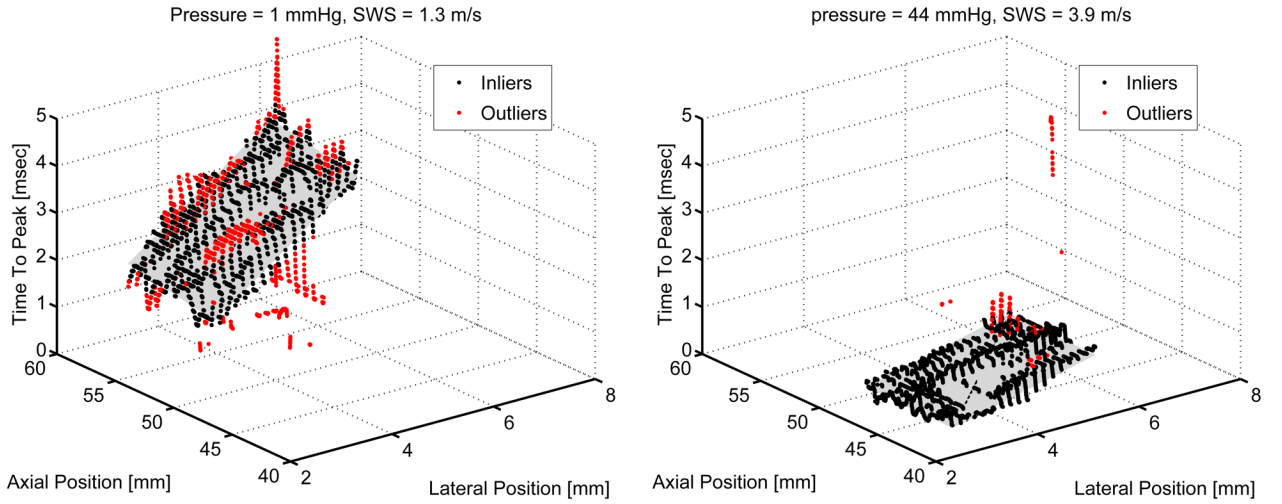 Pressure = 1 mmHg, SWS = 1.3 m/s
Inliers
Outliers
Time To Peak [msec]
5
4
3
2
1
0
60
55
50
45
40
2
4
6
8
Axial Position [mm]
Lateral Position [mm]
pressure = 44 mmHg, SWS = 3.9 m/s
Inliers
Outliers
Time To Peak [msec]
5
4
3
2
1
0
60
55
50
45
40
2
4
6
8
Axial Position [mm]
Lateral Position [mm]